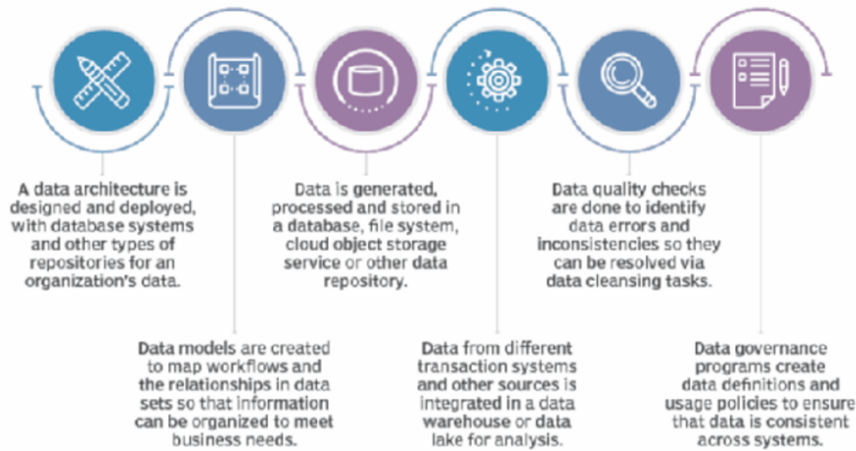 A data architecture is
designed and deployed,
with database systems
and other types of
repositories for an
organization's data.
Data models are created
to map workflows and
the relationships in data
sets so that information
can be organized to meet
business needs.
Data is generated,
processed and stored in
a database, file system,
cloud object storage
service or other data
repository.
Data from different
transaction systems
and other sources is
integrated in a data
warehouse or data
lake for analysis.
Data quality checks
are done to identify
data errors and
inconsistencies so they
can be resolved via
data cleansing tasks.
Data governance
programs create
data definitions and
usage policies to ensure
that data is consistent
across systems.